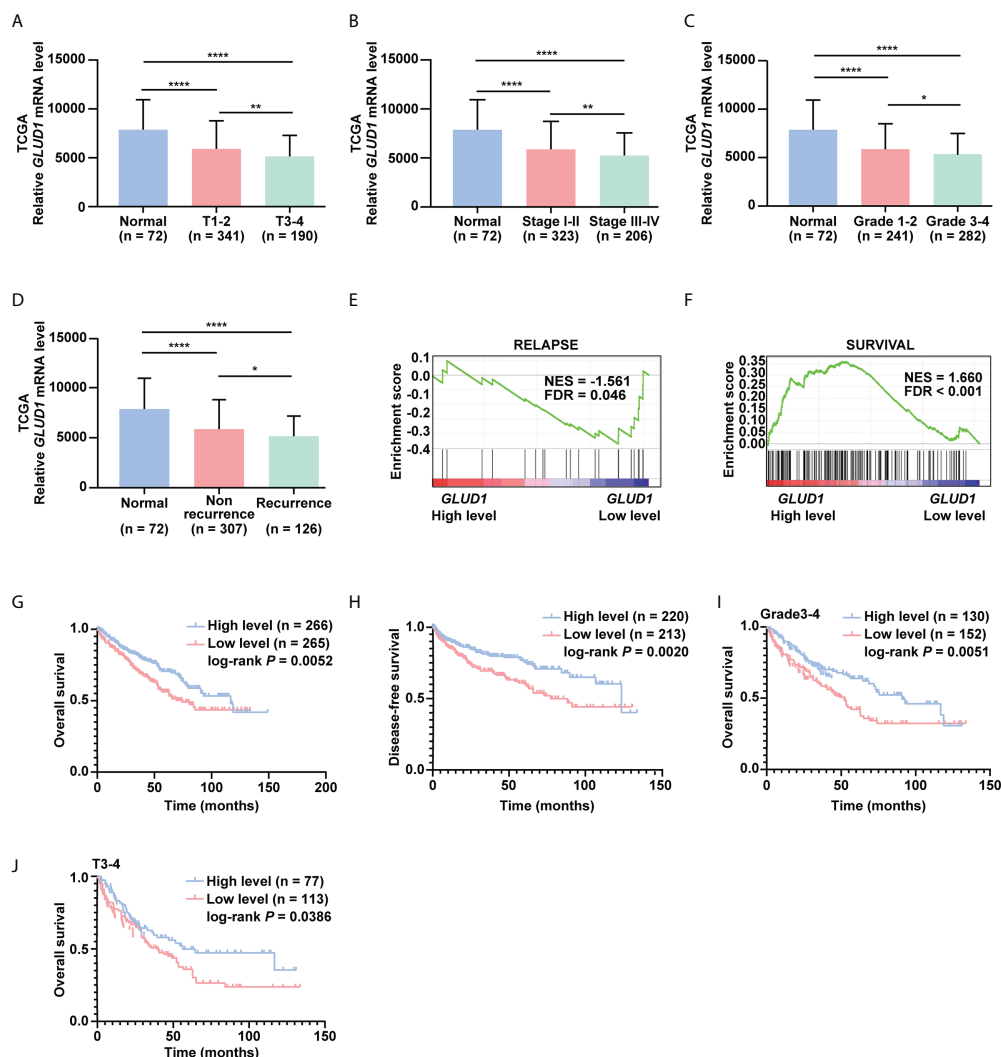 A
TCGA
Relative GLUD1 mRNA level
15000
10000
5000
0
****
****
**
Normal
(n = 72)
T1-2
(n = 341)
T3-4
(n = 190)
B
TCGA
Relative GLUD1 mRNA level
15000
10000
5000
0
****
****
**
Normal
(n = 72)
Stage I-II
(n = 323)
Stage III-IV
(n = 206)
C
TCGA
Relative GLUD1 mRNA level
15000
10000
5000
0
****
****
*
Normal
(n = 72)
Grade 1-2
(n = 241)
Grade 3-4
(n = 282)
D
TCGA
Relative GLUD1 mRNA level
15000
10000
5000
0
****
****
*
Normal
(n = 72)
Non
recurrence
(n = 307)
Recurrence
(n = 126)
E
RELAPSE
Enrichment score
0.1
-0.0
-0.1
-0.2
-0.3
-0.4
NES = -1.561
FDR = 0.046
GLUD1
High level
GLUD1
Low level
F
SURVIVAL
Enrichment score
0.35
0.30
0.25
0.20
0.15
0.10
0.05
0.00
NES = 1.660
FDR < 0.001
GLUD1
High level
GLUD1
Low level
G
Overall survival
1.0
0.5
1.0
High level (n = 266)
Low level (n = 265)
log-rank P = 0.0052
0
50
100
150
200
Time (months)
H
Disease-free survival
1.0
0.5
0.0
High level (n = 220)
Low level (n = 213)
log-rank P = 0.0020
0
50
100
150
Time (months)
I
Grade3-4
Overall survival
1.0
0.5
1.0
High level (n = 130)
Low level (n = 152)
log-rank P = 0.0051
0
50
100
150
Time (months)
J
T3-4
Overall survival
1.0
0.5
1.0
High level (n = 77)
Low level (n = 113)
log-rank P = 0.0386
0
50
100
150
Time (months)